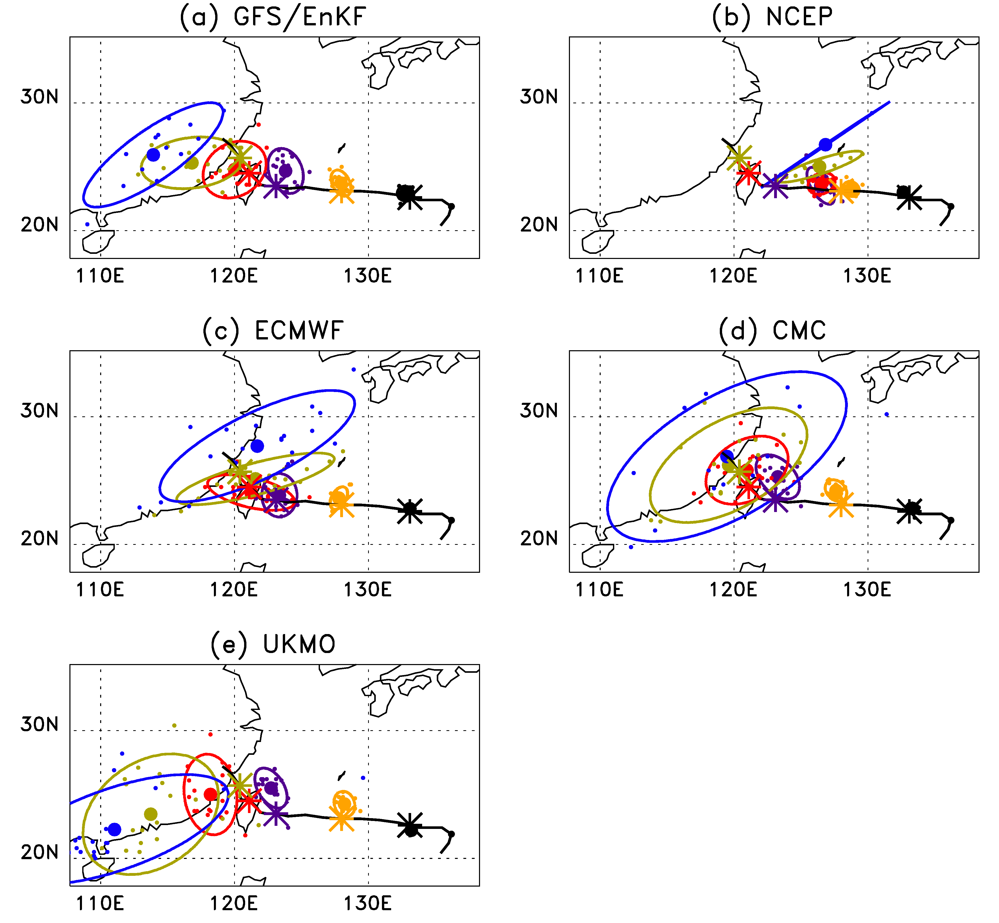 (a) GFS/EnKF
(b) NCEP
30N
20N
110E 120E 130E
30N
20N
110E 120E 130E
(c) ECMWF
(d) CMC
30N
20N
110E 120E 130E
30N
20N
110E 120E 130E
(e) UKMO
30N
20N
110E 120E 130E